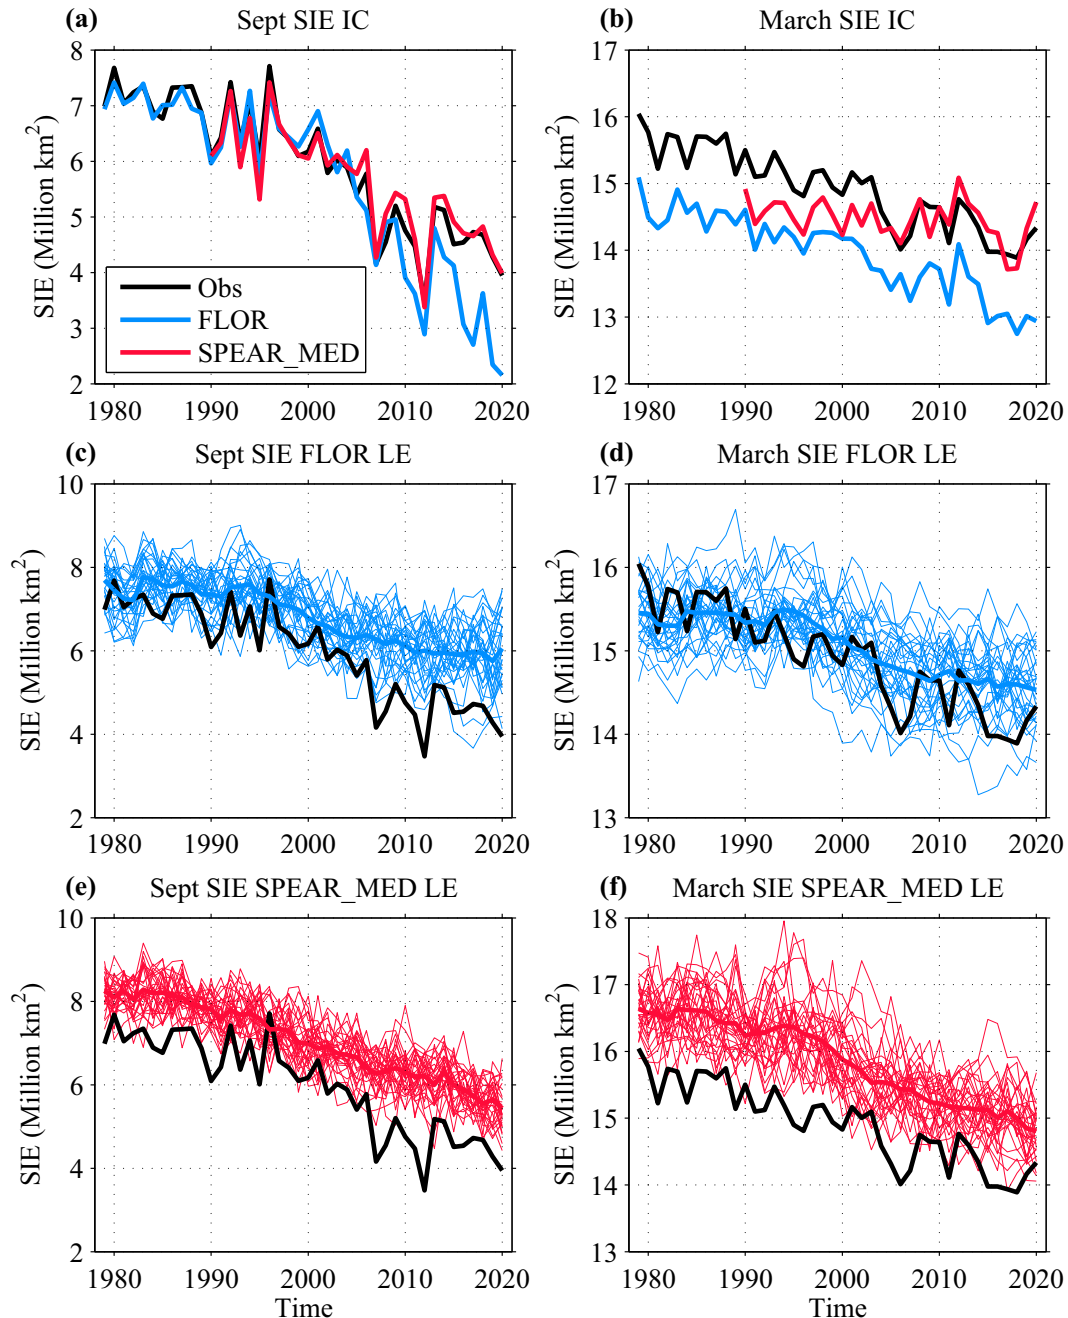 (a) Sept SIE IC
SIE (Million km²)
8
7
6
5
4
3
2
Obs
FLOR
SPEAR_MED
1980 1990 2000 2010 2020
(b) March SIE IC
SIE (Million km²)
17
16
15
14
13
12
1980 1990 2000 2010 2020
(c) Sept SIE FLOR LE
SIE (Million km²)
10
8
6
4
2
1980 1990 2000 2010 2020
(d) March SIE FLOR LE
SIE (Million km²)
17
16
15
14
13
1980 1990 2000 2010 2020
(e) Sept SIE SPEAR_MED LE
SIE (Million km²)
10
8
6
4
2
1980 1990 2000 2010 2020
Time
(f) March SIE SPEAR_MED LE
SIE (Million km²)
18
17
16
15
14
13
1980 1990 2000 2010 2020
Time